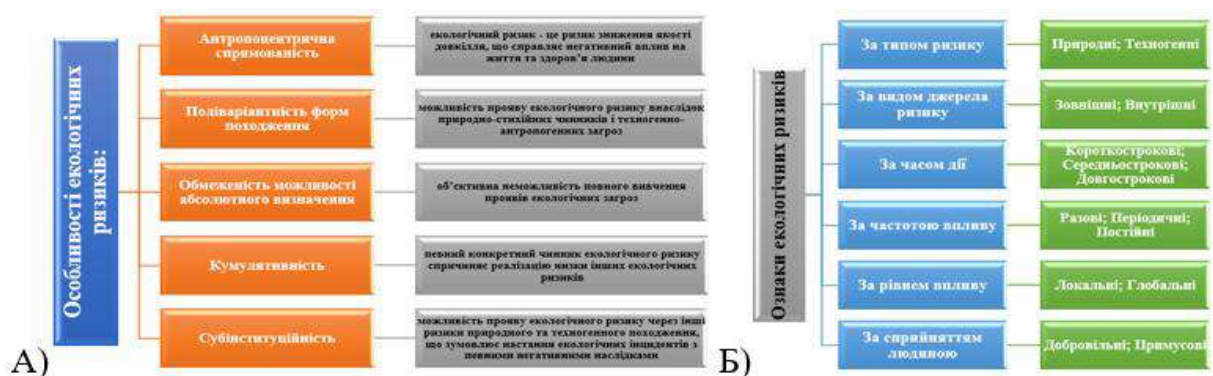 Особливості екологічних
ризиків:
Антропоцентрична
спрямованість
екологічний ризик - це ризик зниження якості
довкілля, що справляє негативний вплив на
життя та здоров'я людини
Поліваріантність форм
походження
можливість прояву екологічного ризику внаслідок
природно-стихійних чинників і техногенно-
антропогенних загроз
Обмеженість можливості
абсолютного визначення
об'єктивна неможливість повного вивчення
проявів екологічних загроз
Кумулятивність
певний конкретний чинник екологічного ризику
спричиняє реалізацію низки інших екологічних
ризиків
Субінституційність
можливість прояву екологічного ризику через інші
ризики природного та техногенного походження,
що зумовлює настання екологічних інцидентів з
певними негативними наслідками
А)
Ознаки екологічних ризиків
За типом ризику
Природні; Техногенні
За видом джерела
ризику
Зовнішні; Внутрішні
За часом дії
Короткострокові;
Середньострокові;
Довгострокові
За частотою впливу
Разові; Періодичні;
Постійні
За рівнем впливу
Локальні; Глобальні
За сприйняттям
людиною
Добровільні; Примусові
Б)